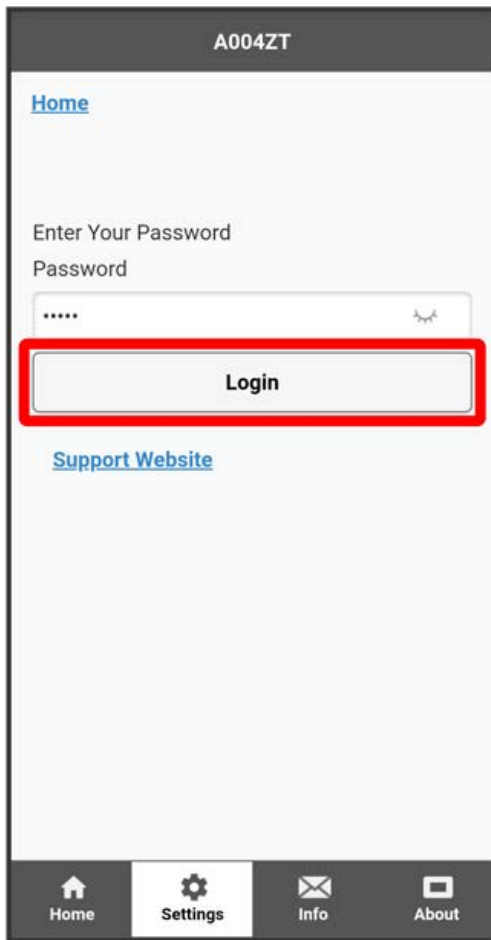 A004ZT
Home
Enter Your Password
Password
•••••
Login
Support Website
Home Settings Info About